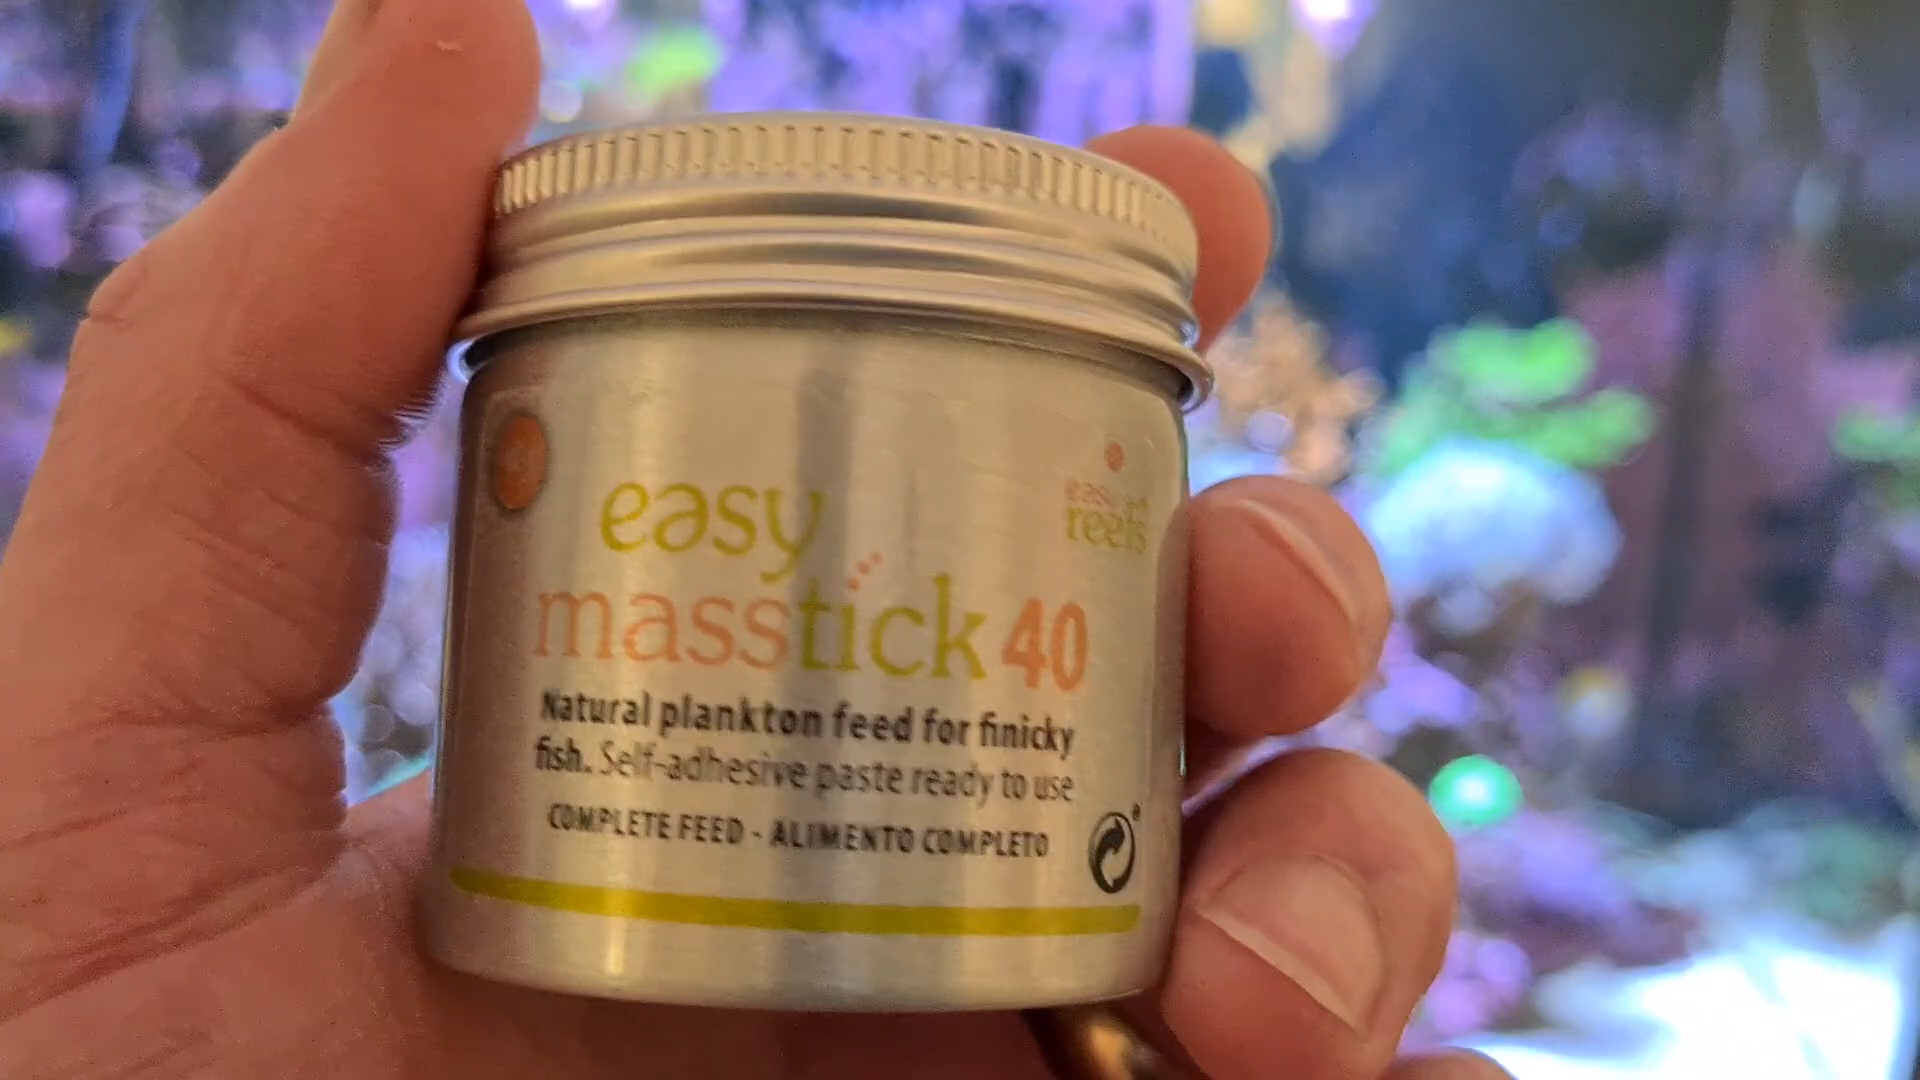 easy
masstick 40
easy
reefs
Natural plankton feed for finicky
fish. Self-adhesive paste ready to use
COMPLETE FEED - ALIMENTO COMPLETO